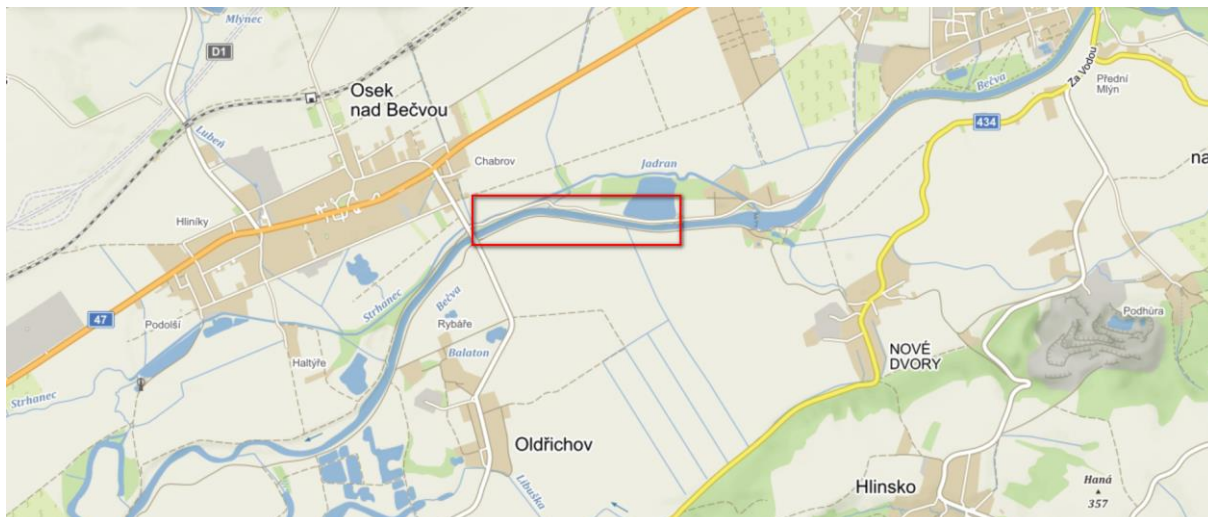 Mlýnec
D1
Osek
nad Bečvou
Lubeň
Chabrov
Jadran
Bečva
Za Vodou
Přední
Mlýn
434
na
Hliníky
47
Podolší
Strhanec
Bečva
Rybáře
Haltýře
Balaton
Strhanec
Podhůra
NOVÉ
DVORY
Oldřichov
Libuška
Hlinsko
Haná
357